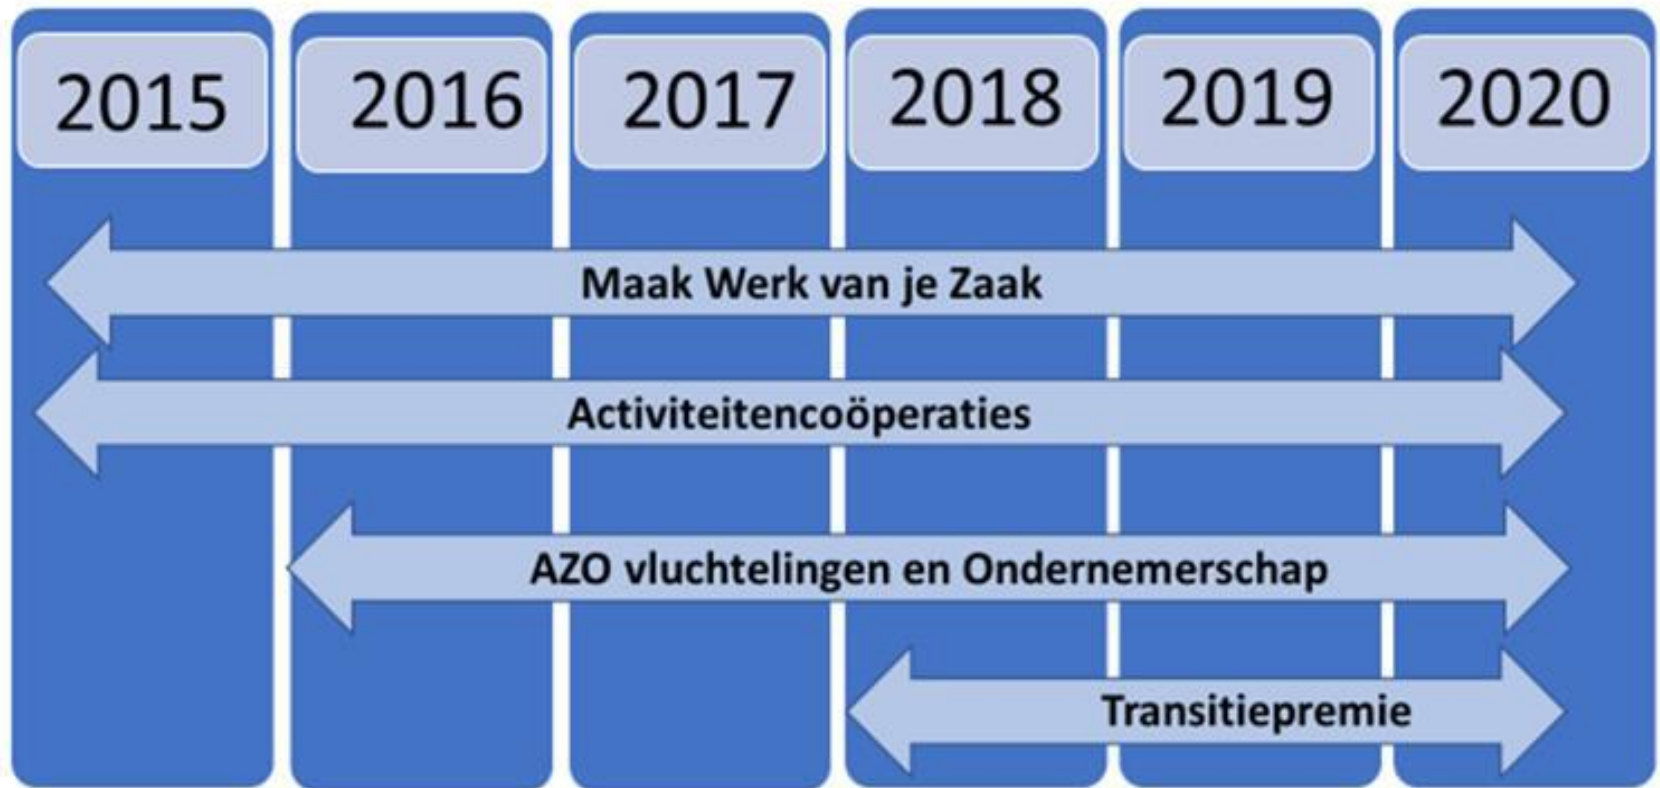 2015
2016
2017
2018
2019
2020
Maak Werk van je Zaak
Activiteitencoöperaties
AZO vluchtelingen en Ondernemerschap
Transitiepremie